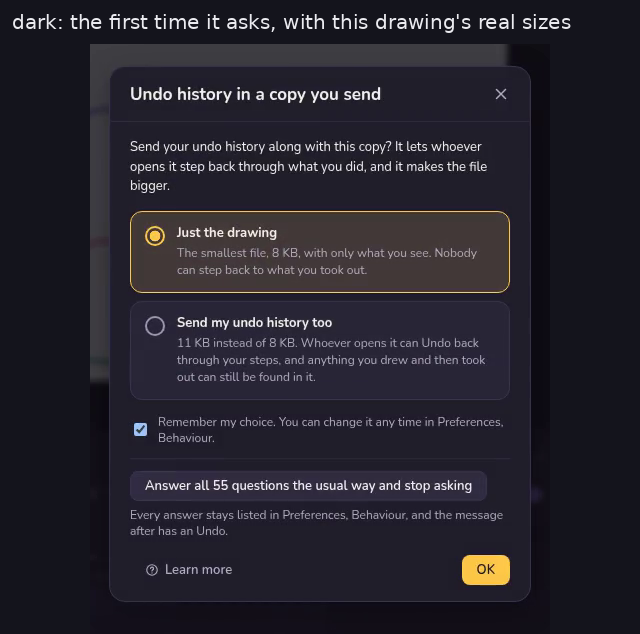 dark: the first time it asks, with this drawing's real sizes
Undo history in a copy you send
Send your undo history along with this copy? It lets whoever
opens it step back through what you did, and it makes the file
bigger.
Just the drawing
The smallest file, 8 KB, with only what you see. Nobody
can step back to what you took out.
Send my undo history too
11 KB instead of 8 KB. Whoever opens it can Undo back
through your steps, and anything you drew and then took
out can still be found in it.
Remember my choice. You can change it any time in Preferences,
Behaviour.
Answer all 55 questions the usual way and stop asking
Every answer stays listed in Preferences, Behaviour, and the message
after has an Undo.
Learn more
OK